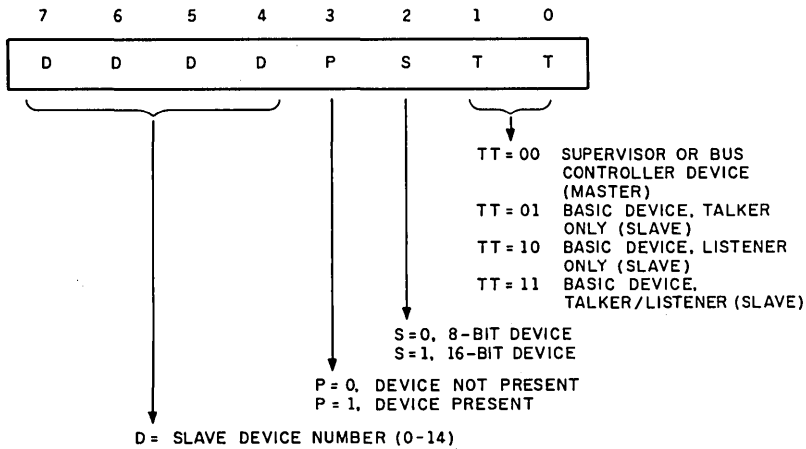 7 6 5 4 3 2 1 0
D D D D P S T T
TT = 00 SUPERVISOR OR BUS
CONTROLLER DEVICE
(MASTER)
TT = 01 BASIC DEVICE, TALKER
ONLY (SLAVE)
TT = 10 BASIC DEVICE, LISTENER
ONLY (SLAVE)
TT = 11 BASIC DEVICE,
TALKER/LISTENER (SLAVE)
S=0, 8-BIT DEVICE
S=1, 16-BIT DEVICE
P = 0, DEVICE NOT PRESENT
P = 1, DEVICE PRESENT
D = SLAVE DEVICE NUMBER (0-14)